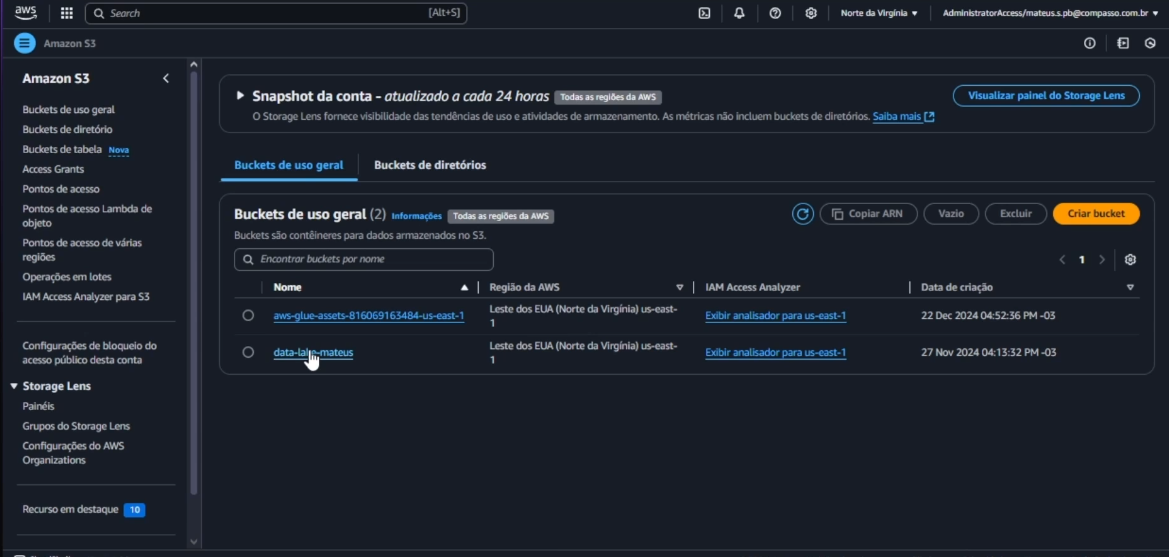 aws
Search
[Alt+S]
Norte da Virgínia
AdministratorAccess/mateus.s.pb@compasso.com.br
Amazon S3
Amazon S3
Buckets de uso geral
Buckets de diretório
Buckets de tabela Nova
Access Grants
Pontos de acesso
Pontos de acesso Lambda de
objeto
Pontos de acesso de várias
regiões
Operações em lotes
IAM Access Analyzer para S3
Configurações de bloqueio do
acesso público desta conta
Storage Lens
Painéis
Grupos do Storage Lens
Configurações do AWS
Organizations
Recurso em destaque 10
Snapshot da conta - atualizado a cada 24 horas Todas as regiões da AWS
Visualizar painel do Storage Lens
O Storage Lens fornece visibilidade das tendências de uso e atividades de armazenamento. As métricas não incluem buckets de diretórios. Saiba mais
Buckets de uso geral
Buckets de diretórios
Buckets de uso geral (2) Informações Todas as regiões da AWS
Copiar ARN
Vazio
Excluir
Criar bucket
Buckets são contêineres para dados armazenados no S3.
Encontrar buckets por nome
1
Nome
Região da AWS
IAM Access Analyzer
Data de criação
aws-glue-assets-816069163484-us-east-1
Leste dos EUA (Norte da Virgínia) us-east-
1
Exibir analisador para us-east-1
22 Dec 2024 04:52:36 PM -03
data-lake-mateus
Leste dos EUA (Norte da Virgínia) us-east-
1
Exibir analisador para us-east-1
27 Nov 2024 04:13:32 PM -03